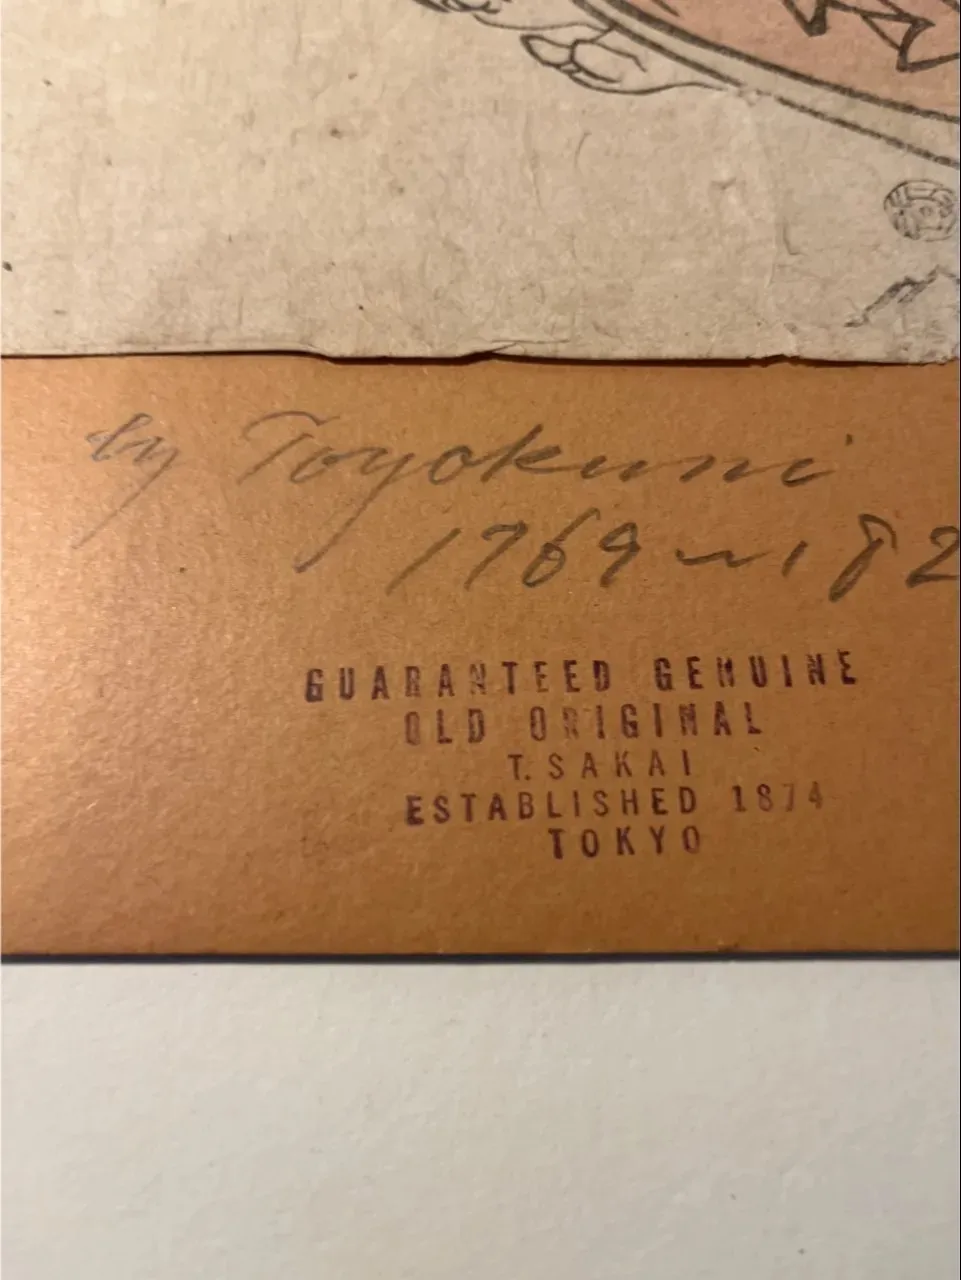 by Toyokuni
1769~182
GUARANTEED GENUINE
OLD ORIGINAL
T. SAKAI
ESTABLISHED 1874
TOKYO